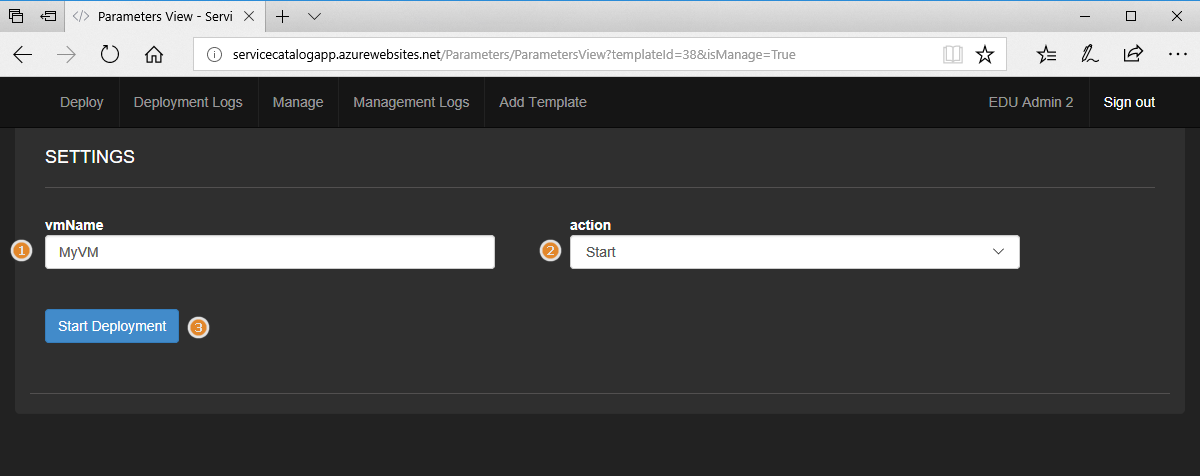 Parameters View - Servi
servicecatalogapp.azurewebsites.net/Parameters/ParametersView?templateId=38&isManage=True
Deploy Deployment Logs Manage Management Logs Add Template EDU Admin 2 Sign out
SETTINGS
vmName action
1 MyVM 2 Start
Start Deployment 3